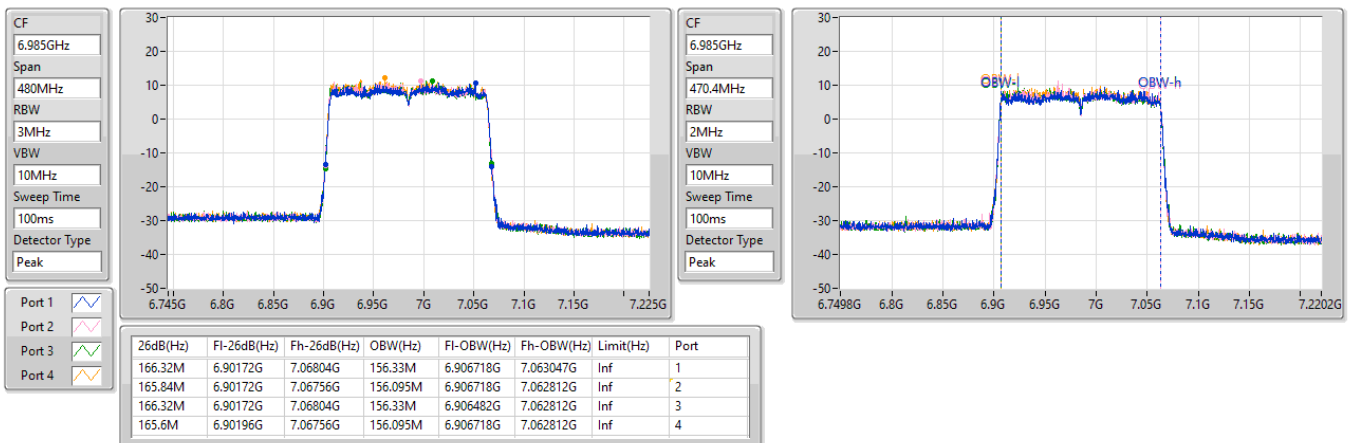 CF
6.985GHz
Span
480MHz
RBW
3MHz
VBW
10MHz
Sweep Time
100ms
Detector Type
Peak
30
20
10
0
-10
-20
-30
-40
-50
6.745G 6.8G 6.85G 6.9G 6.95G 7G 7.05G 7.1G 7.15G 7.225G
CF
6.985GHz
Span
470.4MHz
RBW
2MHz
VBW
10MHz
Sweep Time
100ms
Detector Type
Peak
30
20
10
0
-10
-20
-30
-40
-50
OBW-l OBW-h
6.7498G 6.8G 6.85G 6.9G 6.95G 7G 7.05G 7.1G 7.15G 7.2202G
Port 1
Port 2
Port 3
Port 4
26dB(Hz) Fl-26dB(Hz) Fh-26dB(Hz) OBW(Hz) Fl-OBW(Hz) Fh-OBW(Hz) Limit(Hz) Port
166.32M 6.90172G 7.06804G 156.33M 6.906718G 7.063047G Inf 1
165.84M 6.90172G 7.06756G 156.095M 6.906718G 7.062812G Inf 2
166.32M 6.90172G 7.06804G 156.33M 6.906482G 7.062812G Inf 3
165.6M 6.90196G 7.06756G 156.095M 6.906718G 7.062812G Inf 4